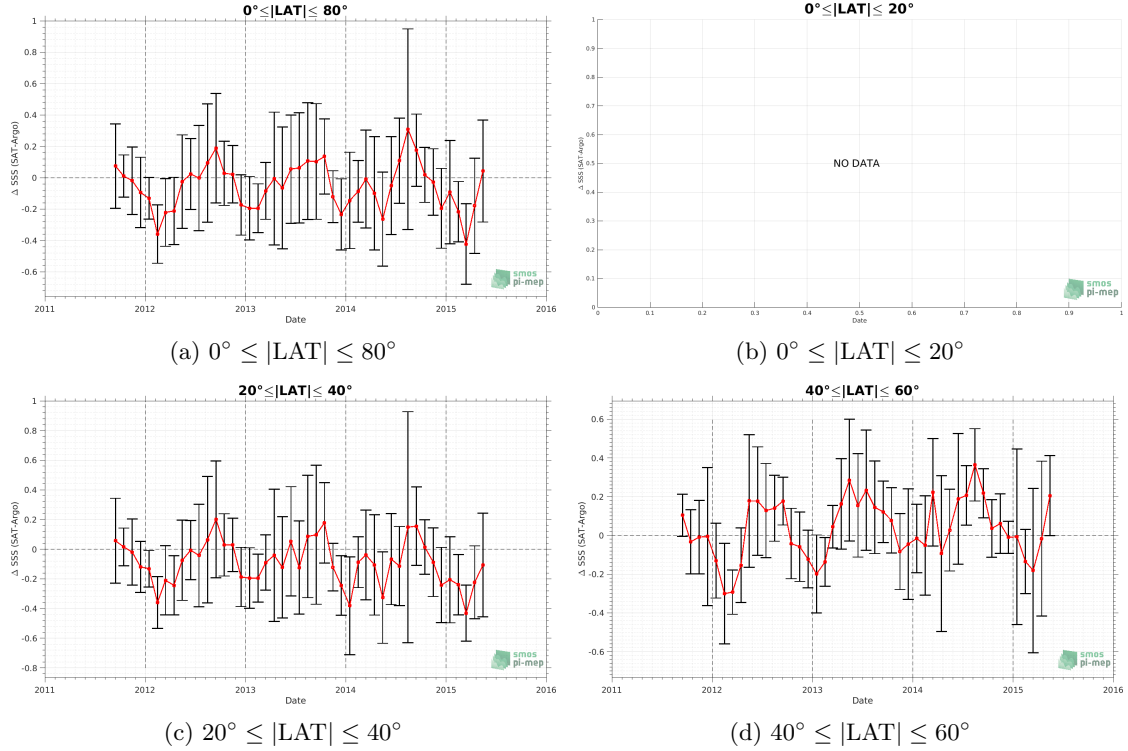 0°≤|LAT|≤ 80°
1
0.8
0.6
0.4
0.2
0
-0.2
-0.4
-0.6
Δ SSS (SAT-Argo)
2011 2012 2013 2014 2015 2016
Date
smos
pi-mep
(a) 0° ≤ |LAT| ≤ 80°
0°≤|LAT|≤ 20°
1
0.9
0.8
0.7
0.6
0.5
0.4
0.3
0.2
0.1
0
Δ SSS (SAT-Argo)
NO DATA
0 0.1 0.2 0.3 0.4 0.5 0.6 0.7 0.8 0.9 1
Date
smos
pi-mep
(b) 0° ≤ |LAT| ≤ 20°
20°≤|LAT|≤ 40°
1
0.8
0.6
0.4
0.2
0
-0.2
-0.4
-0.6
-0.8
Δ SSS (SAT-Argo)
2011 2012 2013 2014 2015 2016
Date
smos
pi-mep
(c) 20° ≤ |LAT| ≤ 40°
40°≤|LAT|≤ 60°
0.6
0.4
0.2
0
-0.2
-0.4
-0.6
Δ SSS (SAT-Argo)
2011 2012 2013 2014 2015 2016
Date
smos
pi-mep
(d) 40° ≤ |LAT| ≤ 60°